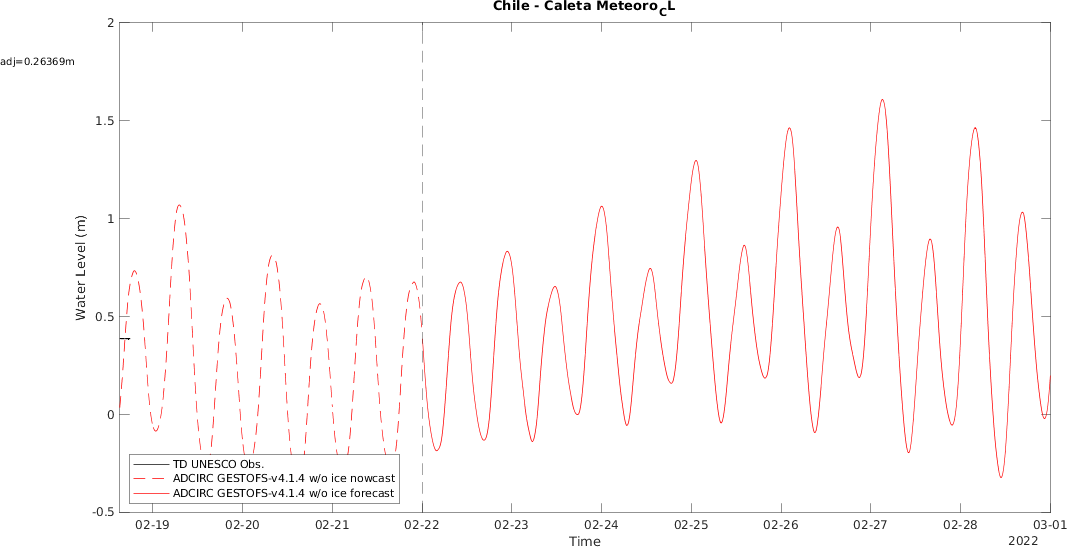 Chile - Caleta MeteoroCL
adj=0.26369m
2
1.5
1
0.5
0
-0.5
Water Level (m)
TD UNESCO Obs.
ADCIRC GESTOFS-v4.1.4 w/o ice nowcast
ADCIRC GESTOFS-v4.1.4 w/o ice forecast
02-19 02-20 02-21 02-22 02-23 02-24 02-25 02-26 02-27 02-28 03-01
Time
2022